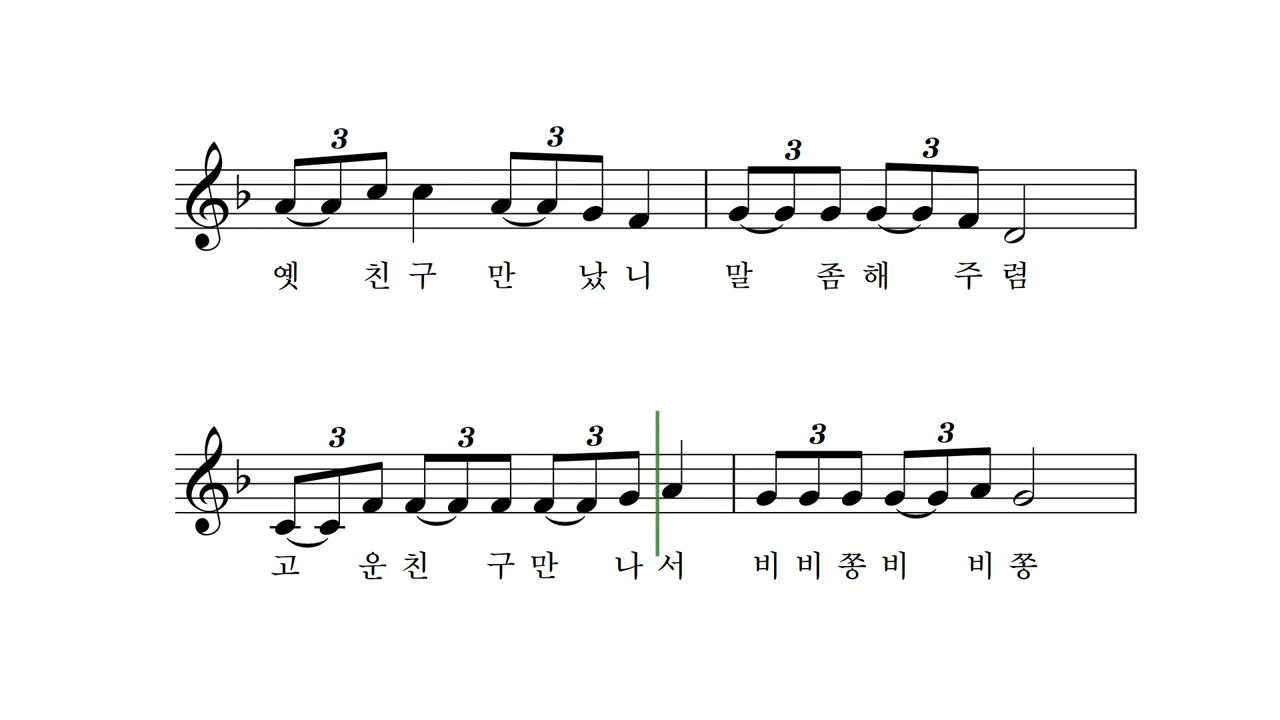 3 3 3 3
옛 친 구 만 났 니 말 좀 해 주 렴
3 3 3 3 3
고 운 친 구 만 나 서 비 비 쫑 비 비 쫑